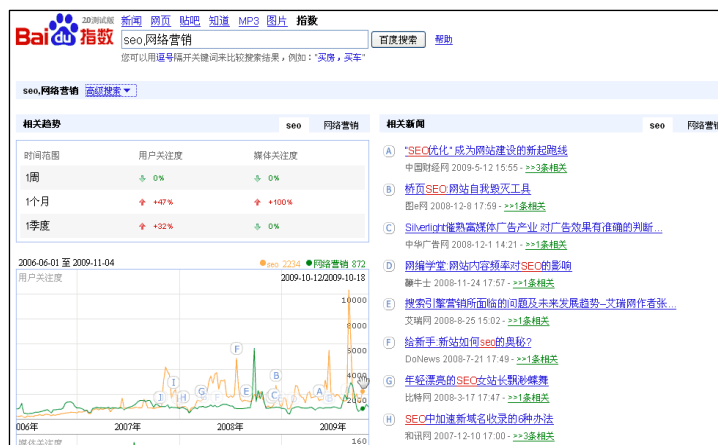 Bai du 指数 2.0测试版
新闻 网页 贴吧 知道 MP3 图片 指数
seo,网络营销 百度搜索 帮助
您可以用逗号隔开关键词来比较搜索结果，例如："买房，买车"
seo,网络营销 高级搜索
相关趋势 seo 网络营销
时间范围 用户关注度 媒体关注度
1周 0% 0%
1个月 +47% +100%
1季度 +32% 0%
2006-06-01 至 2009-11-04 seo 2234 网络营销 872
用户关注度 2009-10-12/2009-10-18
10000
8000
6000
4000
2000
F
I
B
J
H
G
E
C
A
006年 2007年 2008年 2009年
媒体关注度 160
相关新闻 seo 网络营销
A "SEO优化"成为网站建设的新起跑线
中国财经网 2009-5-12 15:55 - >>3条相关
B 桥页SEO:网站自我毁灭工具
图e网 2008-12-8 17:59 - >>1条相关
C Silverlight催熟富媒体广告产业 对广告效果有准确的判断...
中华广告网 2008-12-1 14:21 - >>1条相关
D 网编学堂:网站内容频率对SEO的影响
赛牛士 2008-11-24 17:57 - >>1条相关
E 搜索引擎营销所面临的问题及未来发展趋势--艾瑞网作者张...
艾瑞网 2008-8-25 15:02 - >>1条相关
F 给新手:新站如何seo的奥秘?
DoNews 2008-7-21 17:49 - >>1条相关
G 年轻漂亮的SEO女站长飘渺蝶舞
比特网 2008-3-17 17:47 - >>1条相关
H SEO中加速新域名收录的6种办法
和讯网 2007-12-10 17:00 - >>3条相关